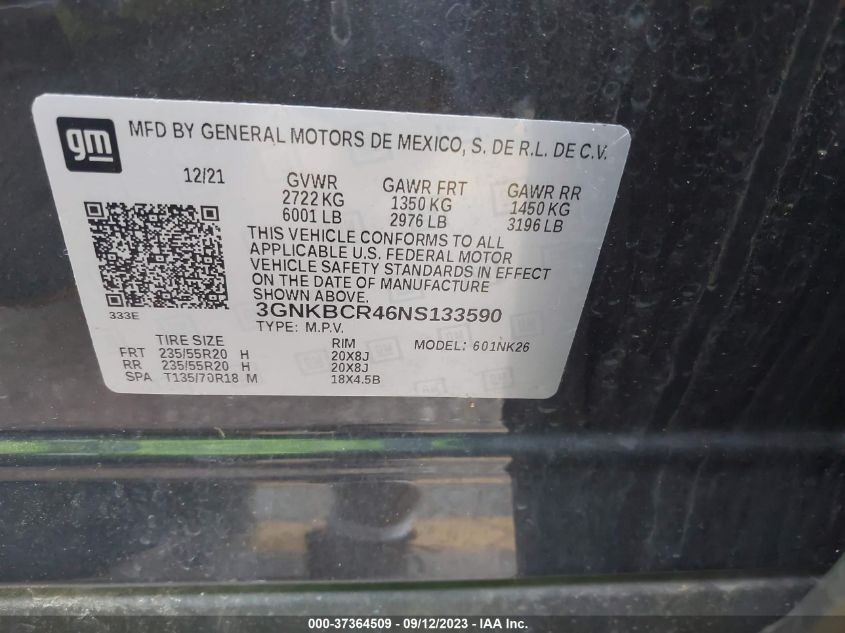 gm
MFD BY GENERAL MOTORS DE MEXICO, S. DE R.L. DE C.V.
12/21 GVWR GAWR FRT GAWR RR
2722 KG 1350 KG 1450 KG
6001 LB 2976 LB 3196 LB
THIS VEHICLE CONFORMS TO ALL
APPLICABLE U.S. FEDERAL MOTOR
VEHICLE SAFETY STANDARDS IN EFFECT
ON THE DATE OF MANUFACTURE
SHOWN ABOVE.
333E 3GNKBCR46NS133590
TYPE: M.P.V.
TIRE SIZE RIM MODEL: 601NK26
FRT 235/55R20 H 20X8J
RR 235/55R20 H 20X8J
SPA T135/70R18 M 18X4.5B
000-37364509 - 09/12/2023 - © IAA, Inc.